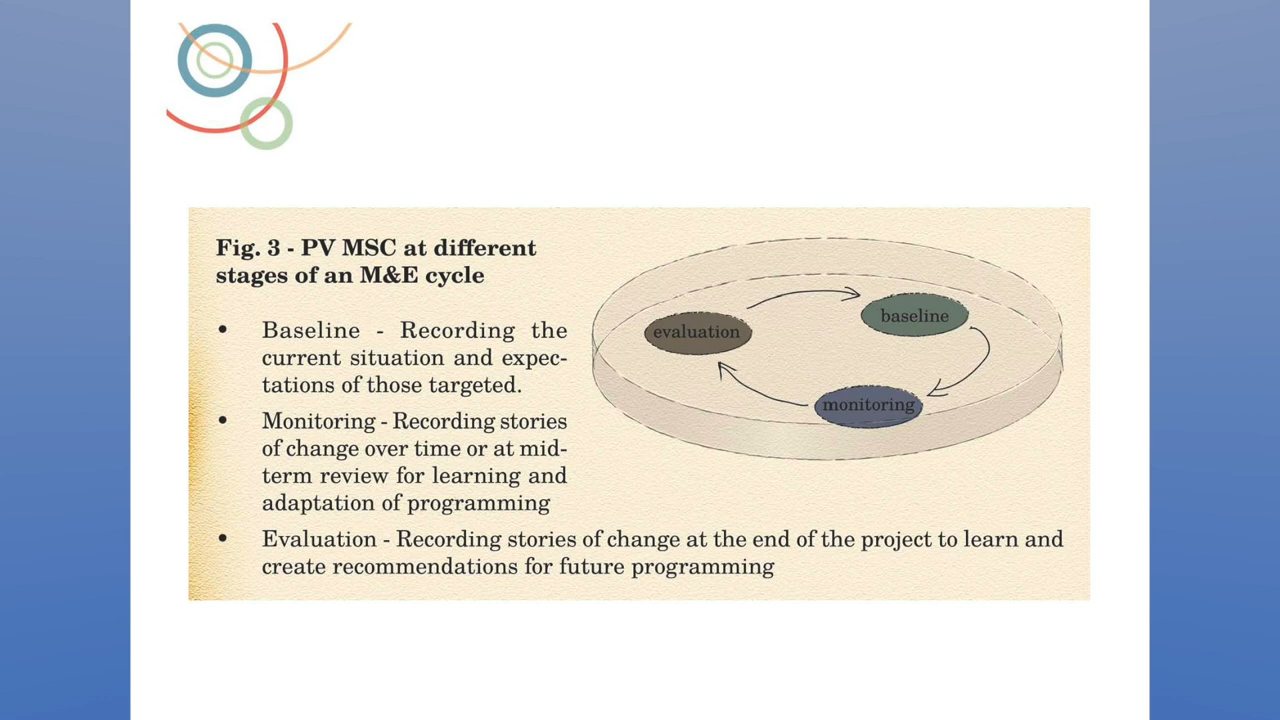 Fig. 3 - PV MSC at different
stages of an M&E cycle
• Baseline - Recording the
current situation and expec-
tations of those targeted.
• Monitoring - Recording stories
of change over time or at mid-
term review for learning and
adaptation of programming
• Evaluation - Recording stories of change at the end of the project to learn and
create recommendations for future programming
evaluation
baseline
monitoring